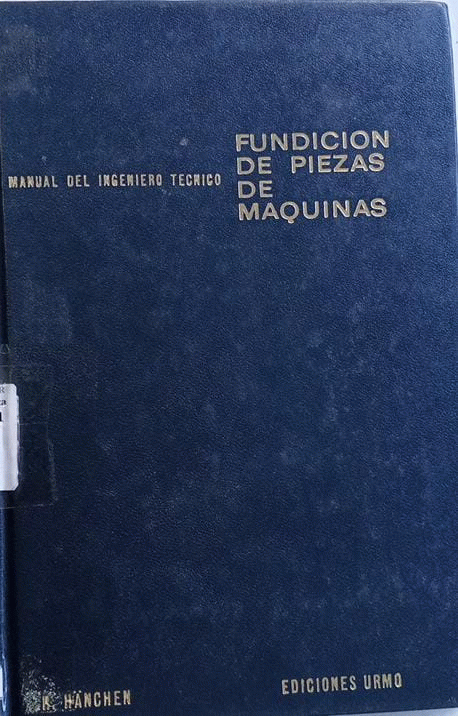 FUNDICION
DE PIEZAS
DE
MAQUINAS
MANUAL DEL INGENIERO TECNICO
K. HÄNCHEN
EDICIONES URMO